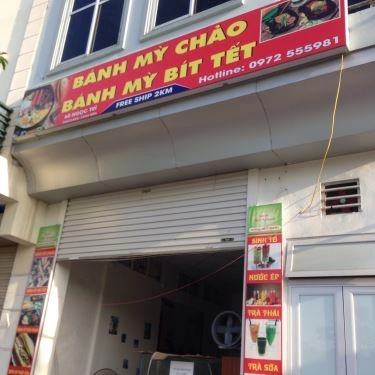 BÁNH MỲ CHẢO
BÁNH MỲ BÍT TẾT
FREE SHIP 2KM
Hotline: 0972 555981
SINH TỐ
NƯỚC ÉP
TRÀ THÁI
TRÀ SỮA